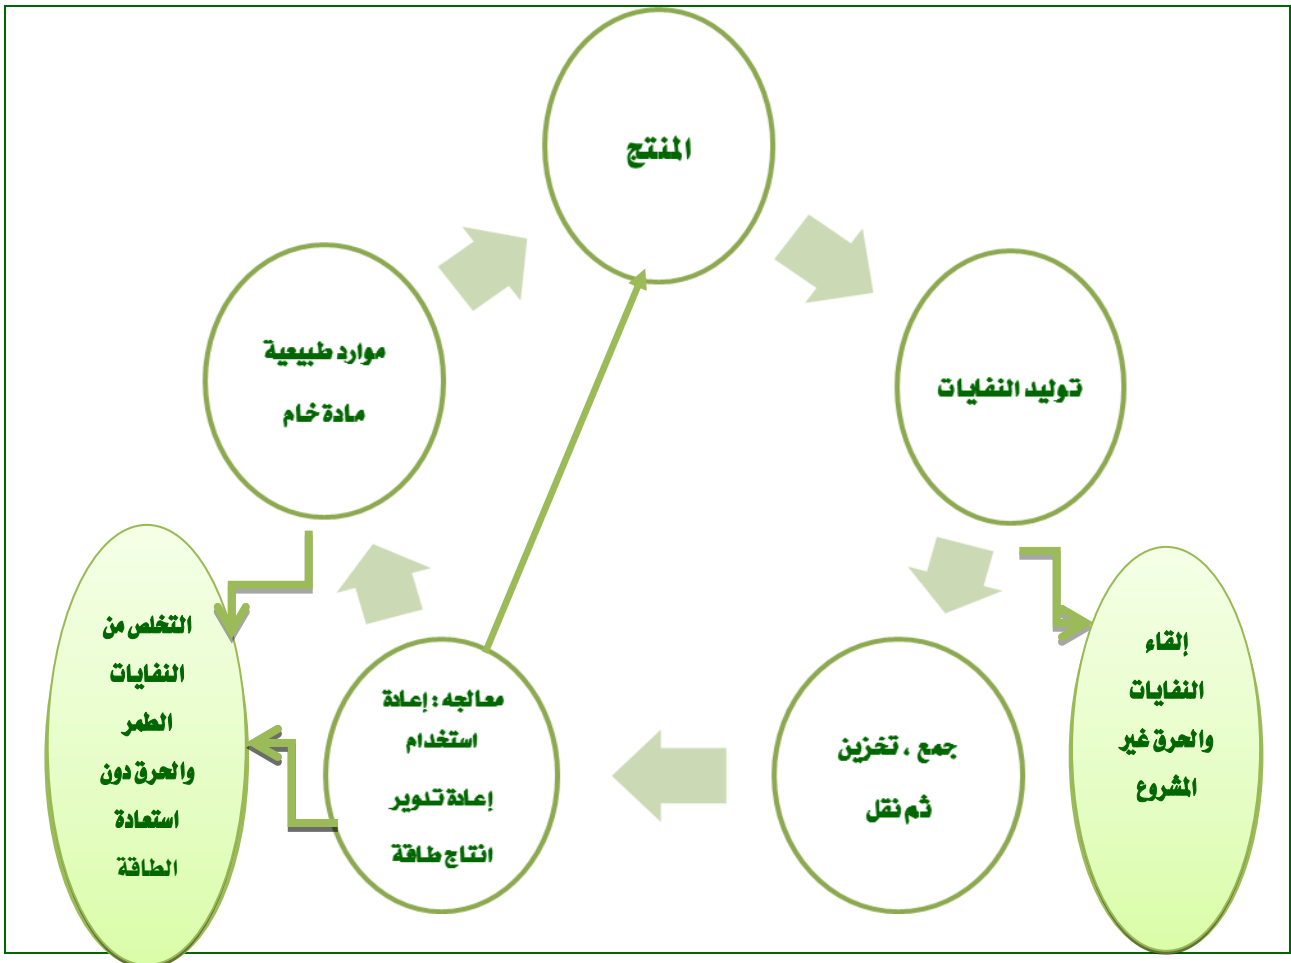 المنتج
موارد طبيعية
مادة خام
توليد النفايات
التخلص من
النفايات
الطمر
والحرق دون
استعادة
الطاقة
معالجه : إعادة
استخدام
إعادة تدوير
انتاج طاقة
جمع ، تخزين
ثم نقل
إلقاء
النفايات
والحرق غير
المشروع